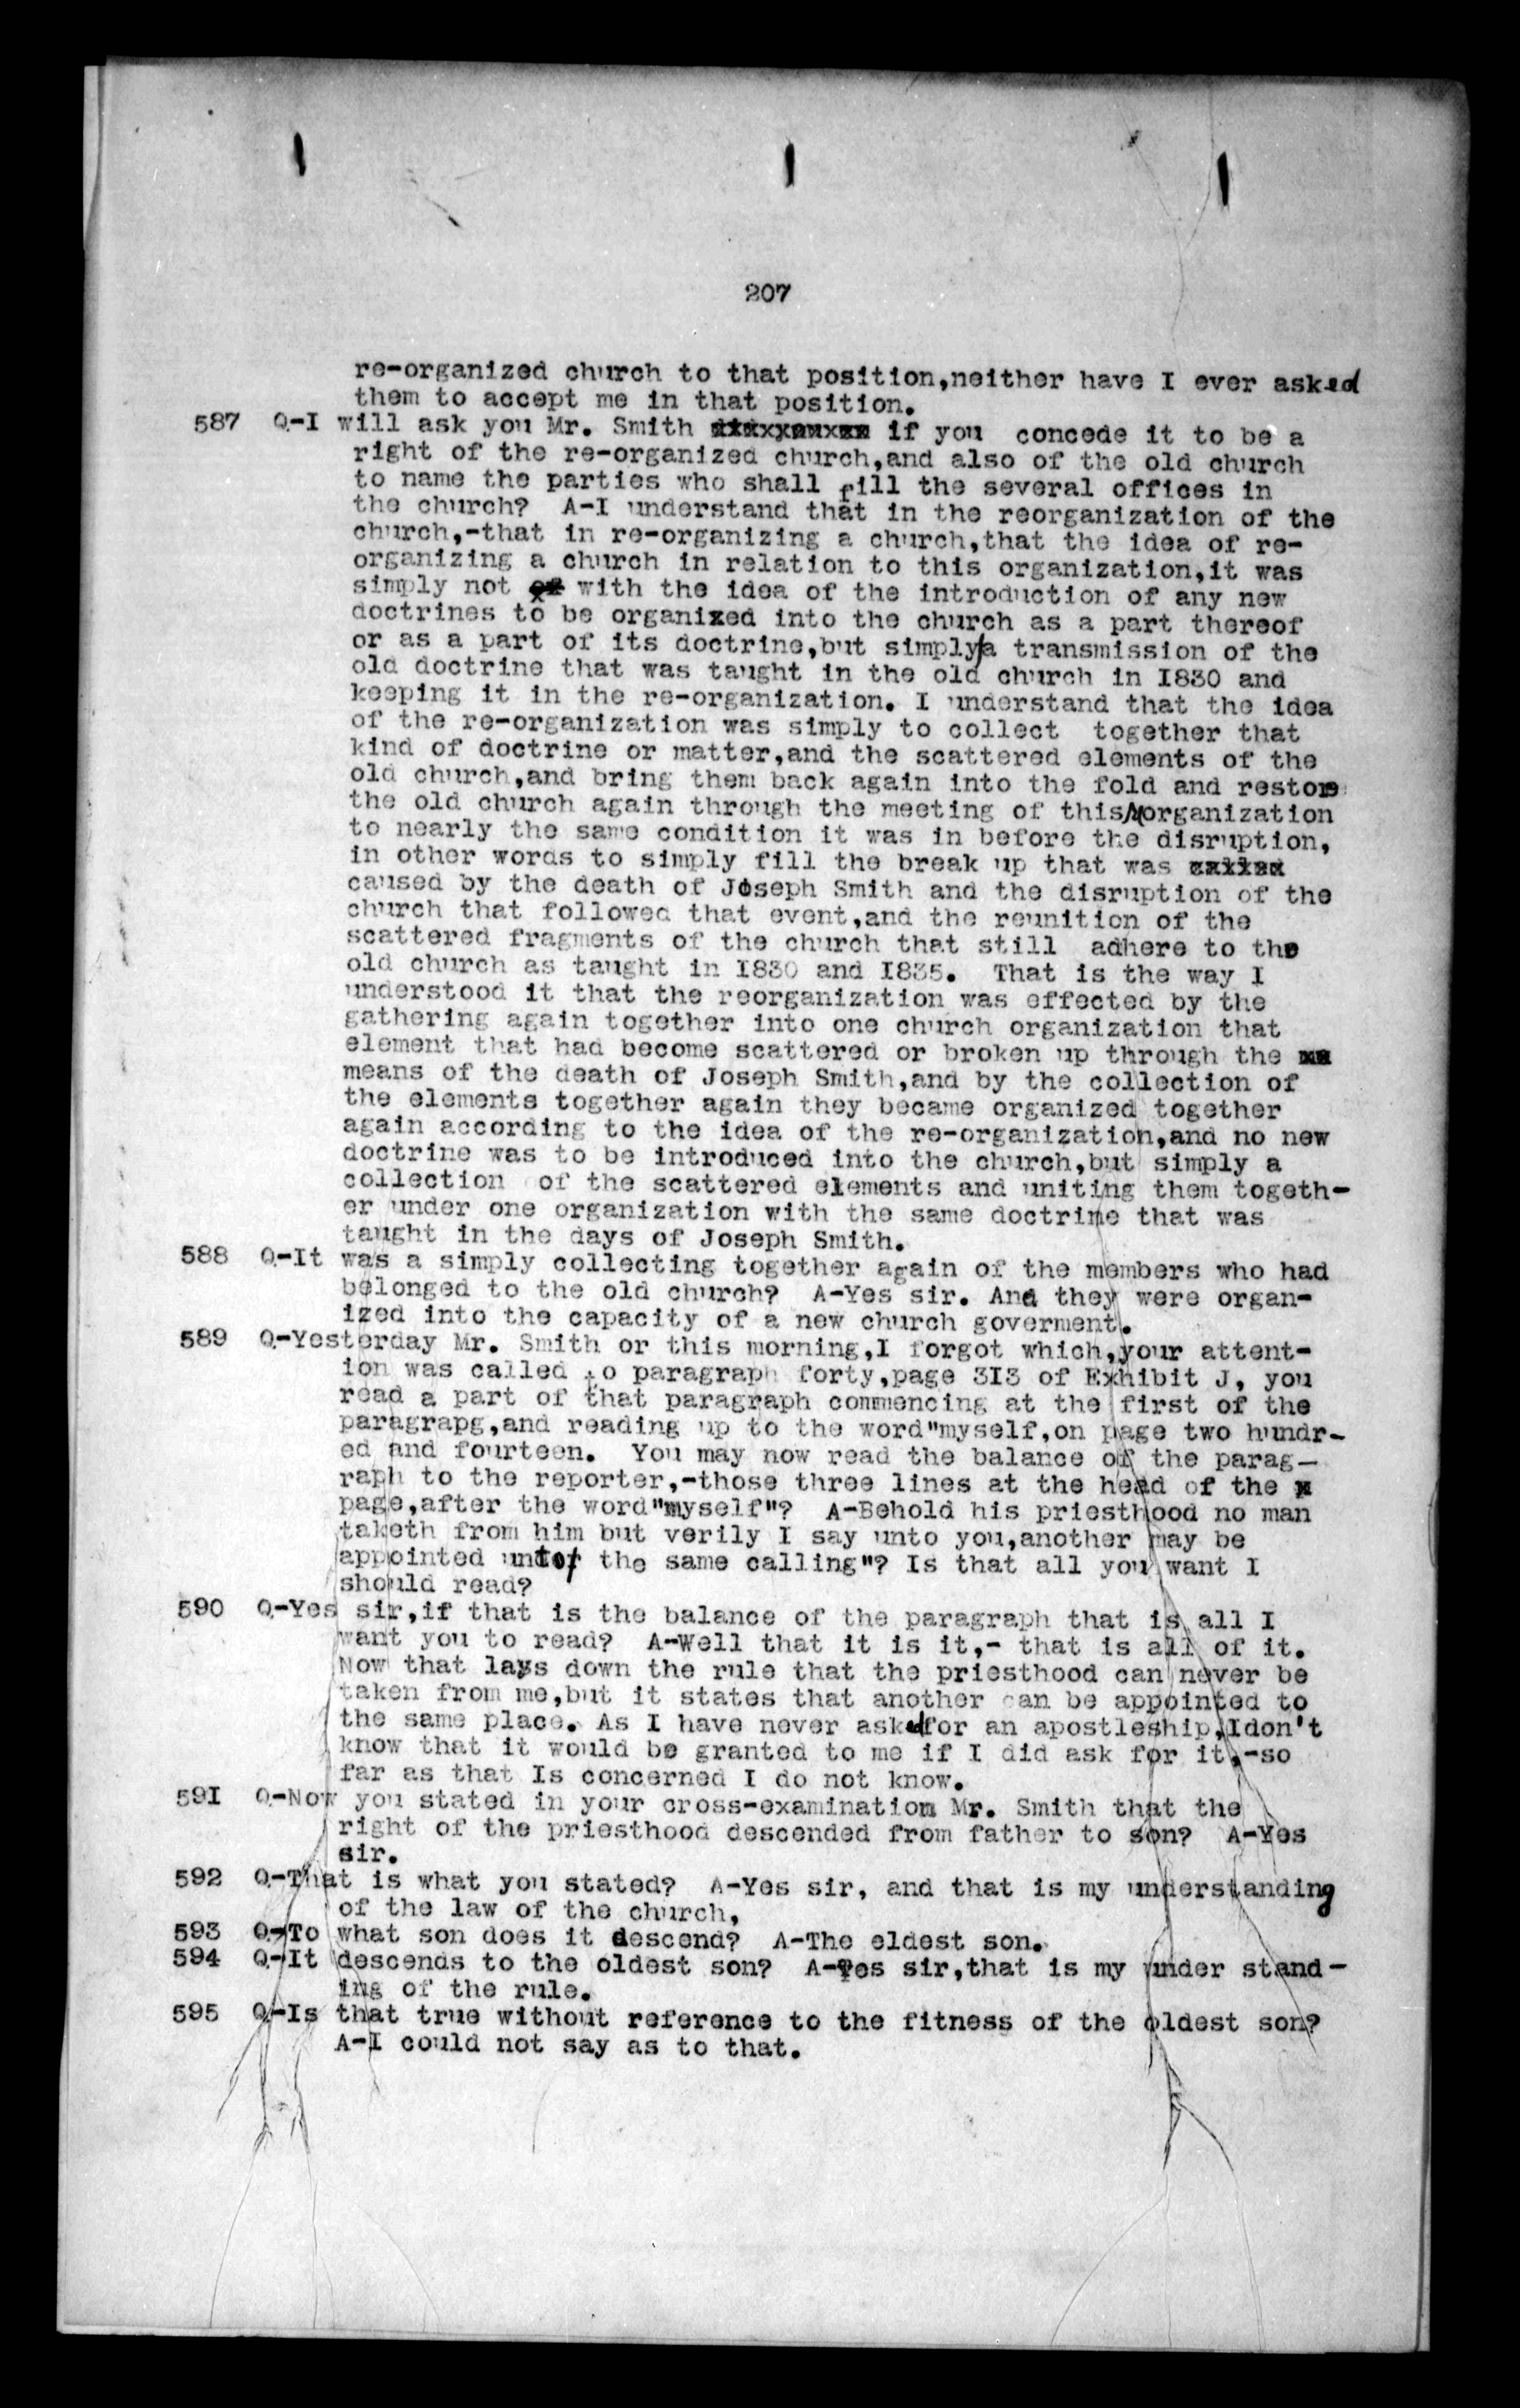 207
re-organized church to that position,neither have I ever asked
them to accept me in that position.
587 Q-I will ask you Mr. Smith if you concede it to be a
right of the re-organized church,and also of the old church
to name the parties who shall fill the several offices in
the church? A-I understand that in the reorganization of the
church,-that in re-organizing a church,that the idea of re-
organizing a church in relation to this organization,it was
simply not with the idea of the introduction of any new
doctrines to be organized into the church as a part thereof
or as a part of its doctrine,but simply a transmission of the
old doctrine that was taught in the old church in 1830 and
keeping it in the re-organization. I understand that the idea
of the re-organization was simply to collect together that
kind of doctrine or matter,and the scattered elements of the
old church,and bring them back again into the fold and restore
the old church again through the meeting of this organization
to nearly the same condition it was in before the disruption,
in other words to simply fill the break up that was
caused by the death of Joseph Smith and the disruption of the
church that followed that event,and the reunition of the
scattered fragments of the church that still adhere to the
old church as taught in 1830 and 1835. That is the way I
understood it that the reorganization was effected by the
gathering again together into one church organization that
element that had become scattered or broken up through the
means of the death of Joseph Smith,and by the collection of
the elements together again they became organized together
again according to the idea of the re-organization,and no new
doctrine was to be introduced into the church,but simply a
collection of the scattered elements and uniting them togeth-
er under one organization with the same doctrine that was
taught in the days of Joseph Smith.
588 Q-It was a simply collecting together again of the members who had
belonged to the old church? A-Yes sir. And they were organ-
ized into the capacity of a new church goverment.
589 Q-Yesterday Mr. Smith or this morning,I forgot which,your attent-
ion was called to paragraph forty,page 313 of Exhibit J, you
read a part of that paragraph commencing at the first of the
paragrapg,and reading up to the word"myself,on page two hundr-
ed and fourteen. You may now read the balance of the parag-
raph to the reporter,-those three lines at the head of the
page,after the word"myself"? A-Behold his priesthood no man
taketh from him but verily I say unto you,another may be
appointed unto the same calling"? Is that all you want I
should read?
590 Q-Yes sir,if that is the balance of the paragraph that is all I
want you to read? A-Well that it is it,- that is all of it.
Now that lays down the rule that the priesthood can never be
taken from me,but it states that another can be appointed to
the same place. As I have never asked for an apostleship,Idon't
know that it would be granted to me if I did ask for it,-so
far as that Is concerned I do not know.
591 Q-Now you stated in your cross-examination Mr. Smith that the
right of the priesthood descended from father to son? A-Yes
sir.
592 Q-That is what you stated? A-Yes sir, and that is my understanding
of the law of the church,
593 Q-To what son does it descend? A-The eldest son.
594 Q-It descends to the oldest son? A-Yes sir,that is my under stand-
ing of the rule.
595 Q-Is that true without reference to the fitness of the oldest son?
A-I could not say as to that.